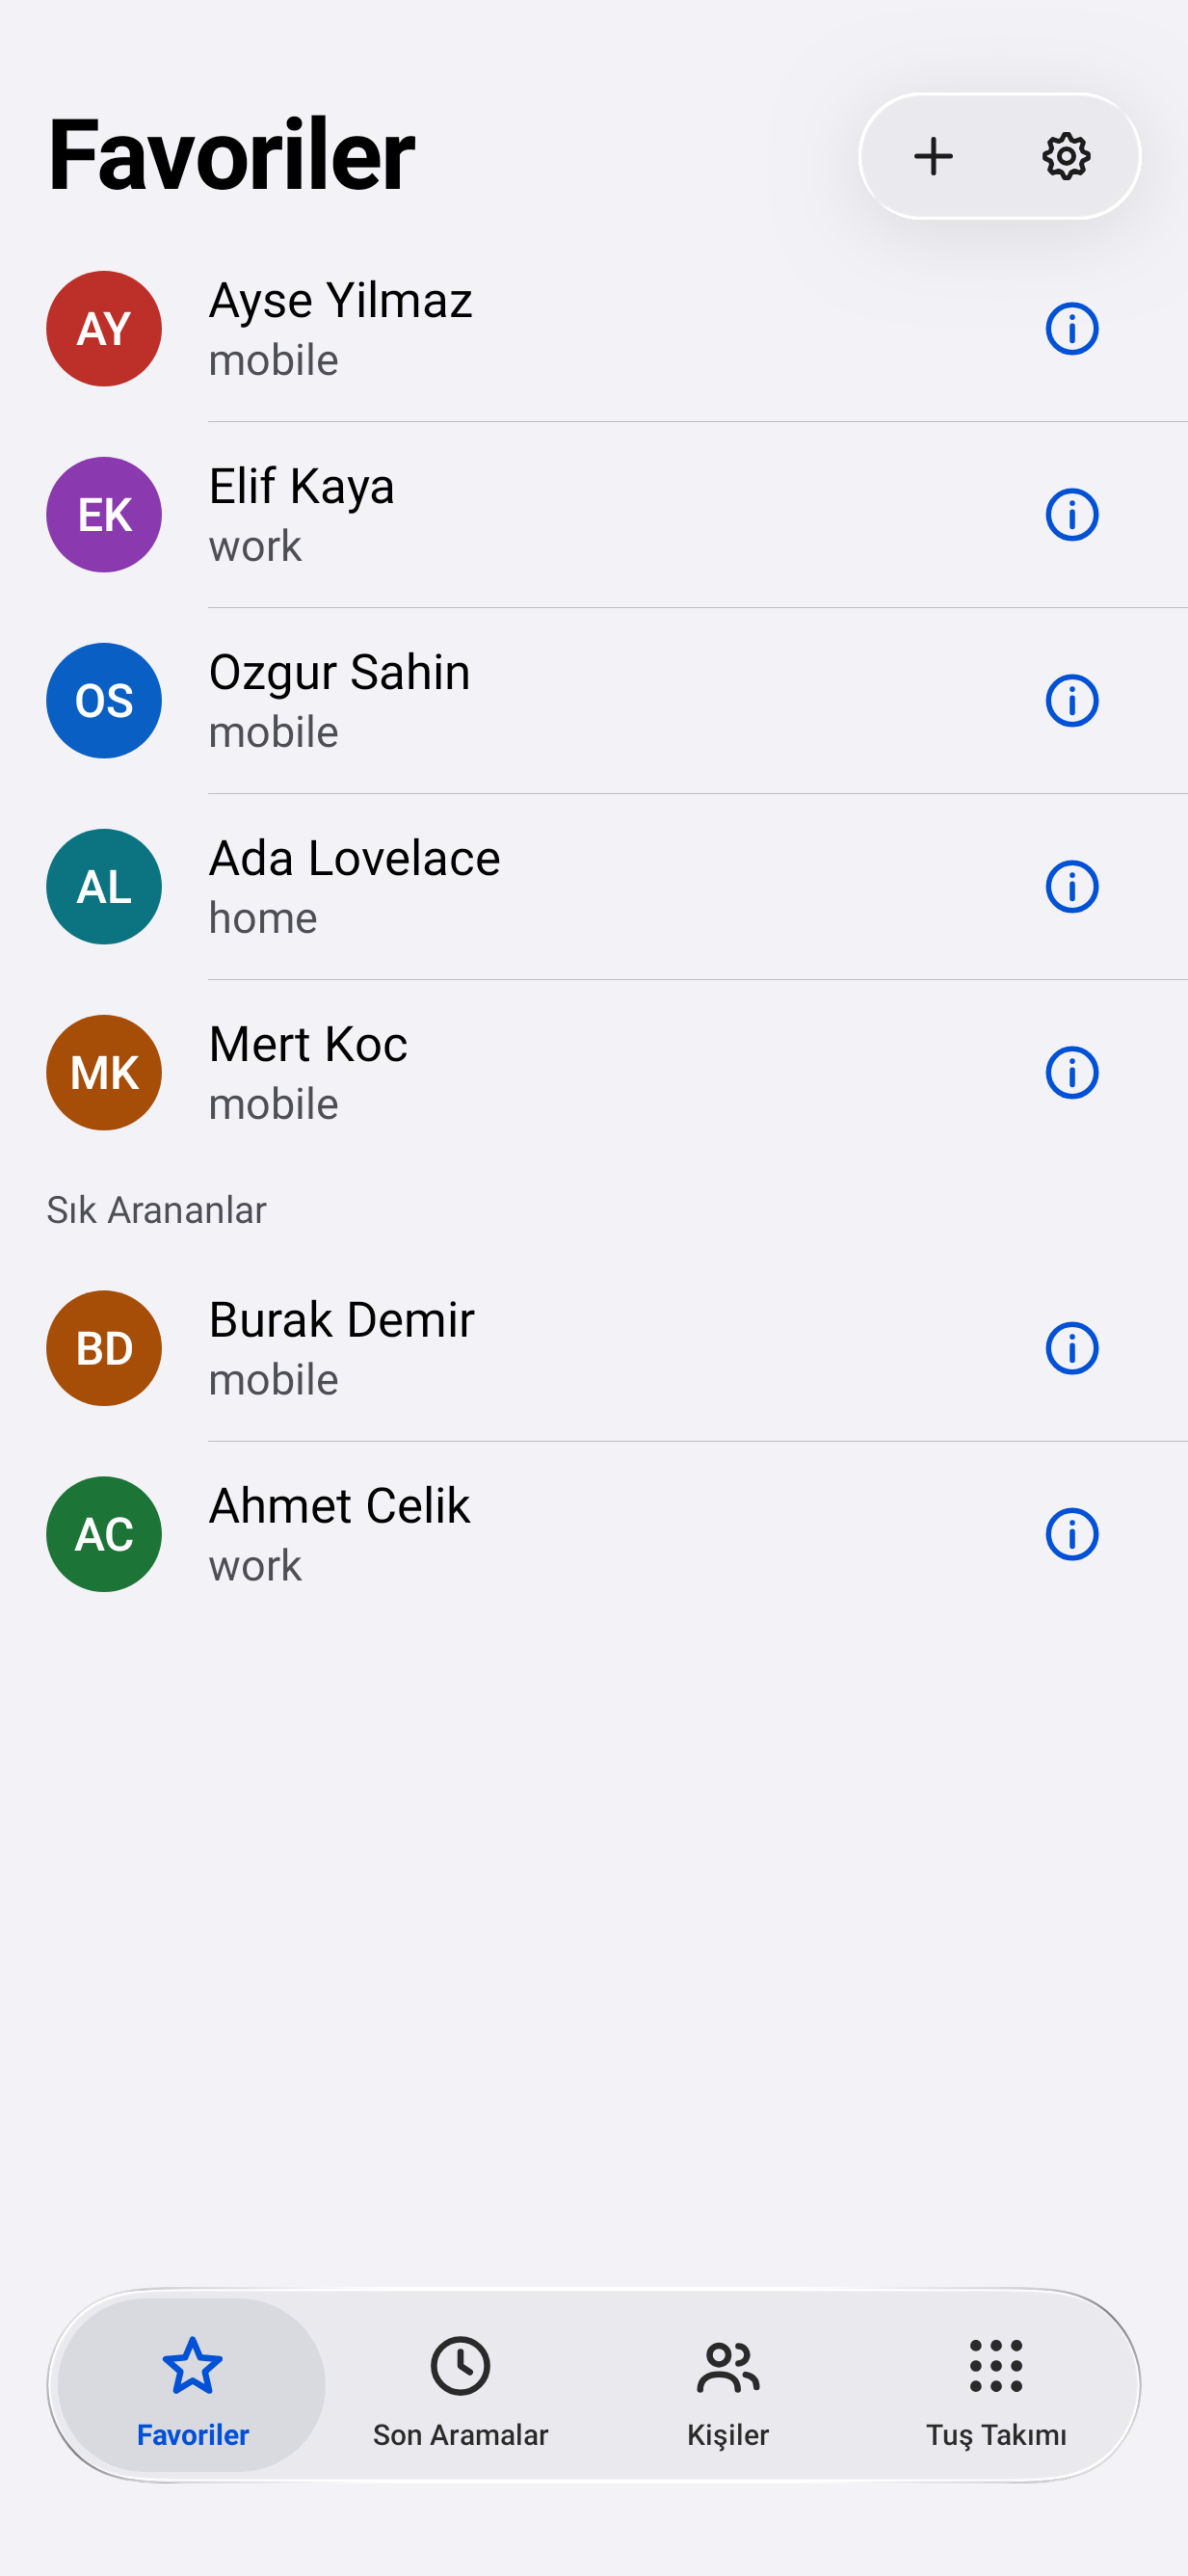 Favoriler
AY
Ayse Yilmaz
mobile
EK
Elif Kaya
work
OS
Ozgur Sahin
mobile
AL
Ada Lovelace
home
MK
Mert Koc
mobile
Sık Arananlar
BD
Burak Demir
mobile
AC
Ahmet Celik
work
Favoriler
Son Aramalar
Kişiler
Tuş Takımı